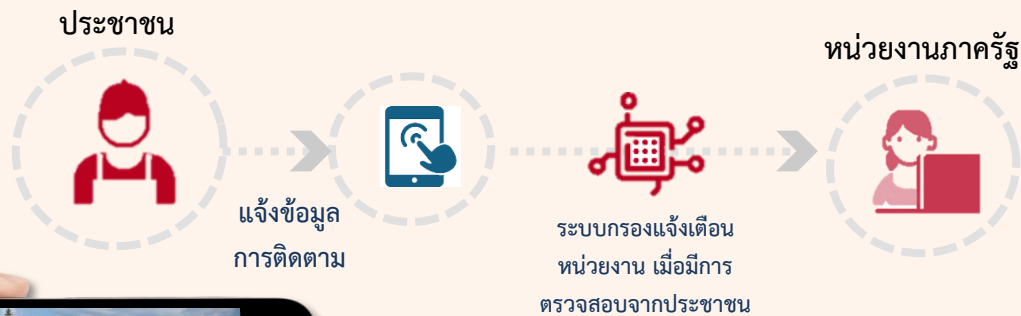 ประชาชน
หน่วยงานภาครัฐ
แจ้งข้อมูล
การติดตาม
ระบบกรองแจ้งเตือน
หน่วยงาน เมื่อมีการ
ตรวจสอบจากประชาชน